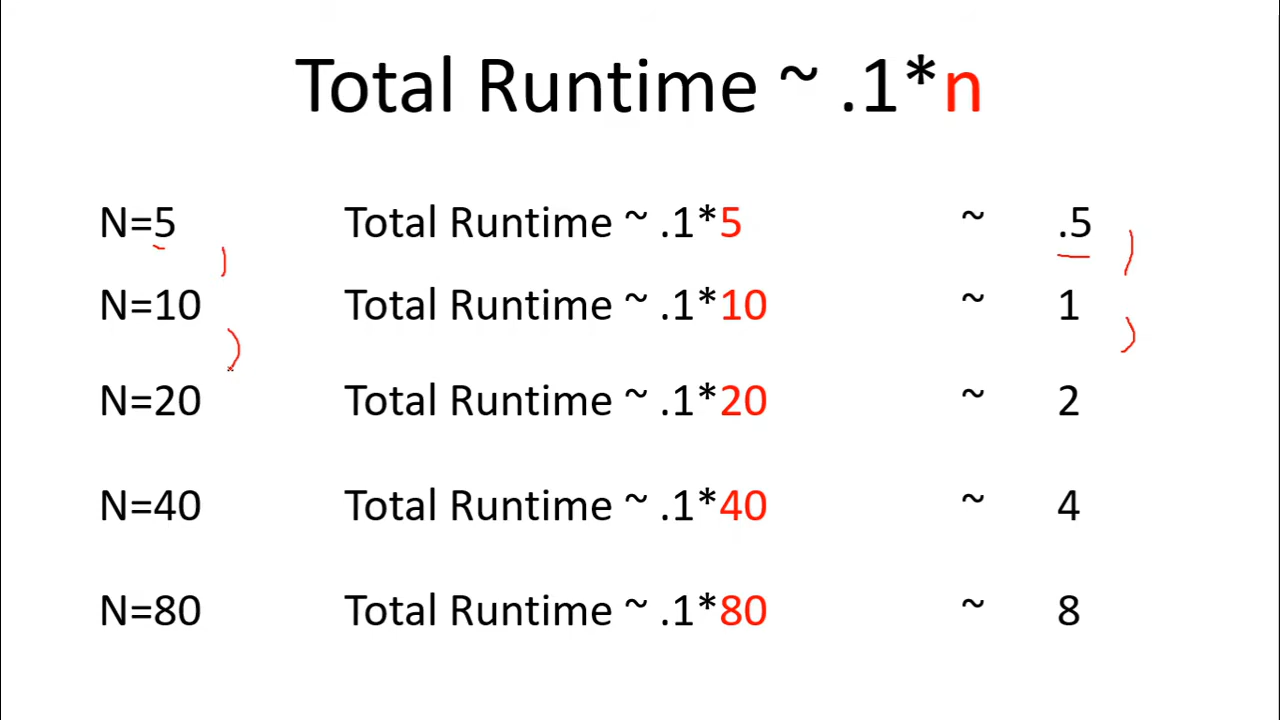 Total Runtime ~ .1*n
N=5 Total Runtime ~ .1*5 ~ .5
N=10 Total Runtime ~ .1*10 ~ 1
N=20 Total Runtime ~ .1*20 ~ 2
N=40 Total Runtime ~ .1*40 ~ 4
N=80 Total Runtime ~ .1*80 ~ 8